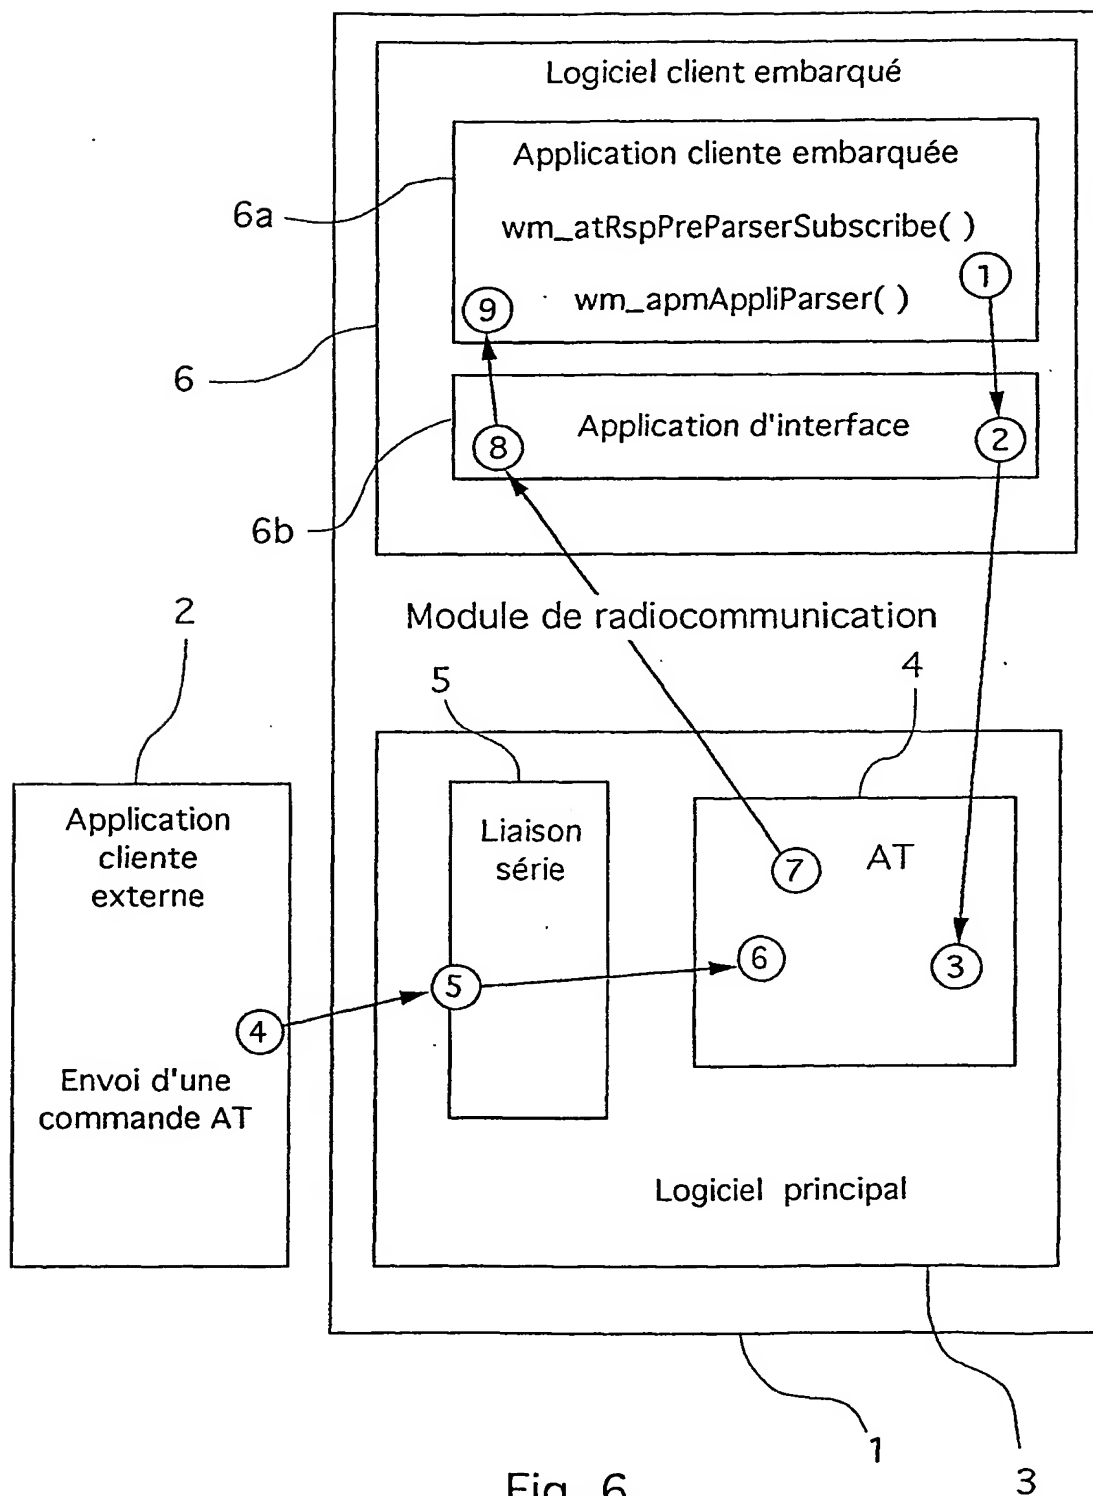 Logiciel client embarqué
Application cliente embarquée
6a
wm_atRspPreParserSubscribe( )
1
wm_apmAppliParser( )
9
6
Application d'interface
2
8
6b
Module de radiocommunication
2
5
4
Application
cliente
externe
Liaison
série
AT
7
6
3
5
4
Envoi d'une
commande AT
Logiciel principal
1
3
Fig. 6